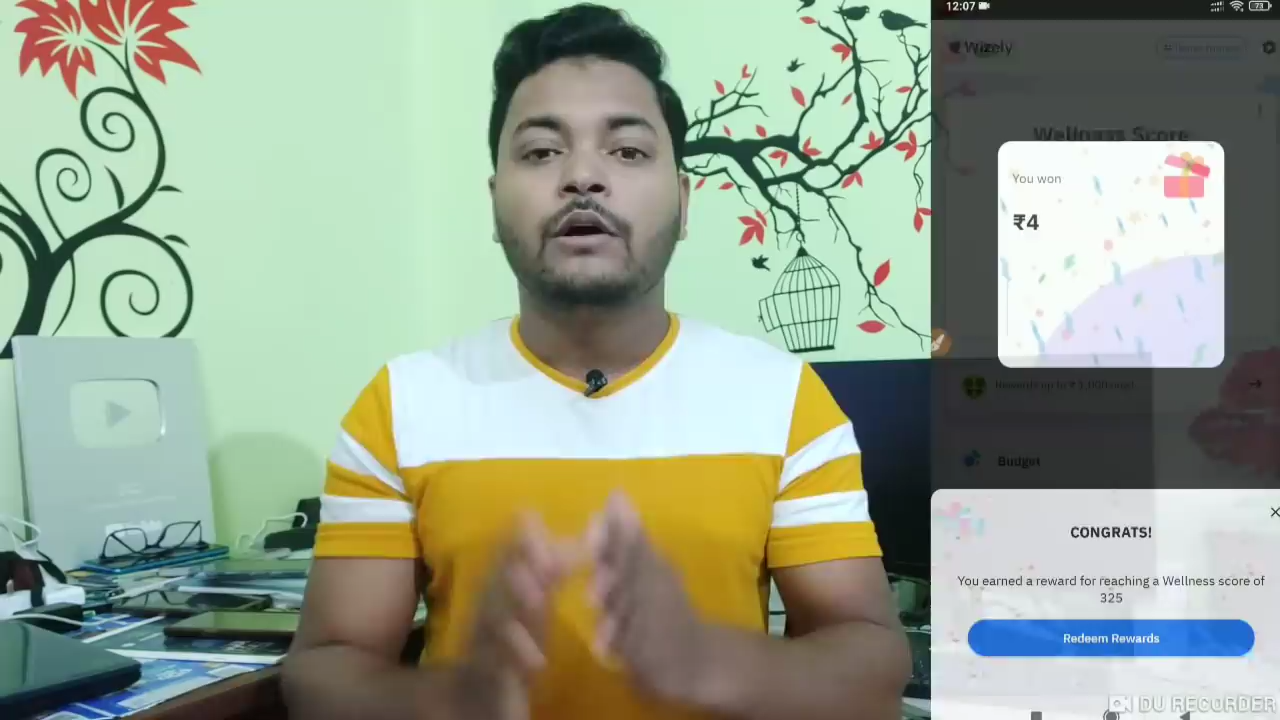 12:07
73
Wizely
Wellness Score
You won
₹4
Budget
CONGRATS!
You earned a reward for reaching a Wellness score of
325
Redeem Rewards
DU RECORDER